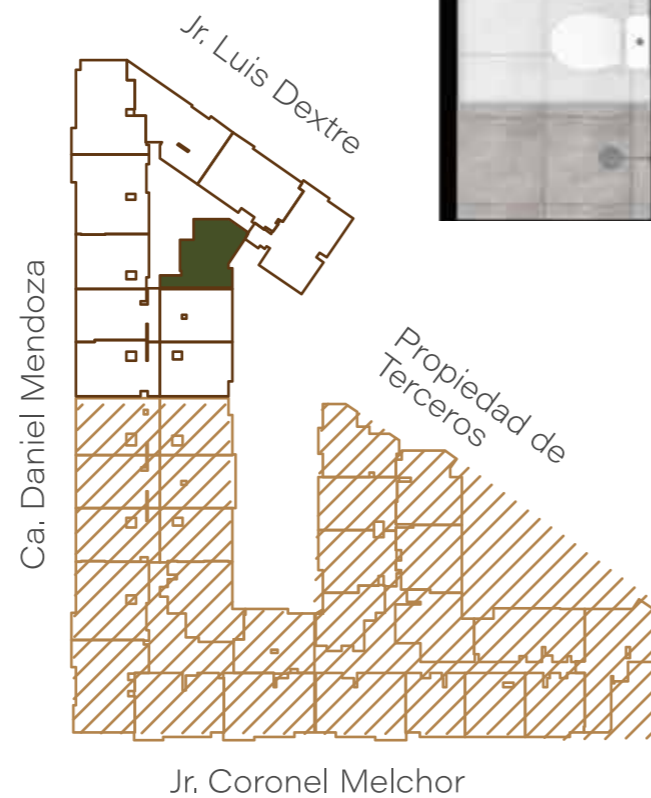 Jr. Luis Dextre
Ca. Daniel Mendoza
Propiedad de
Terceros
Jr. Coronel Melchor